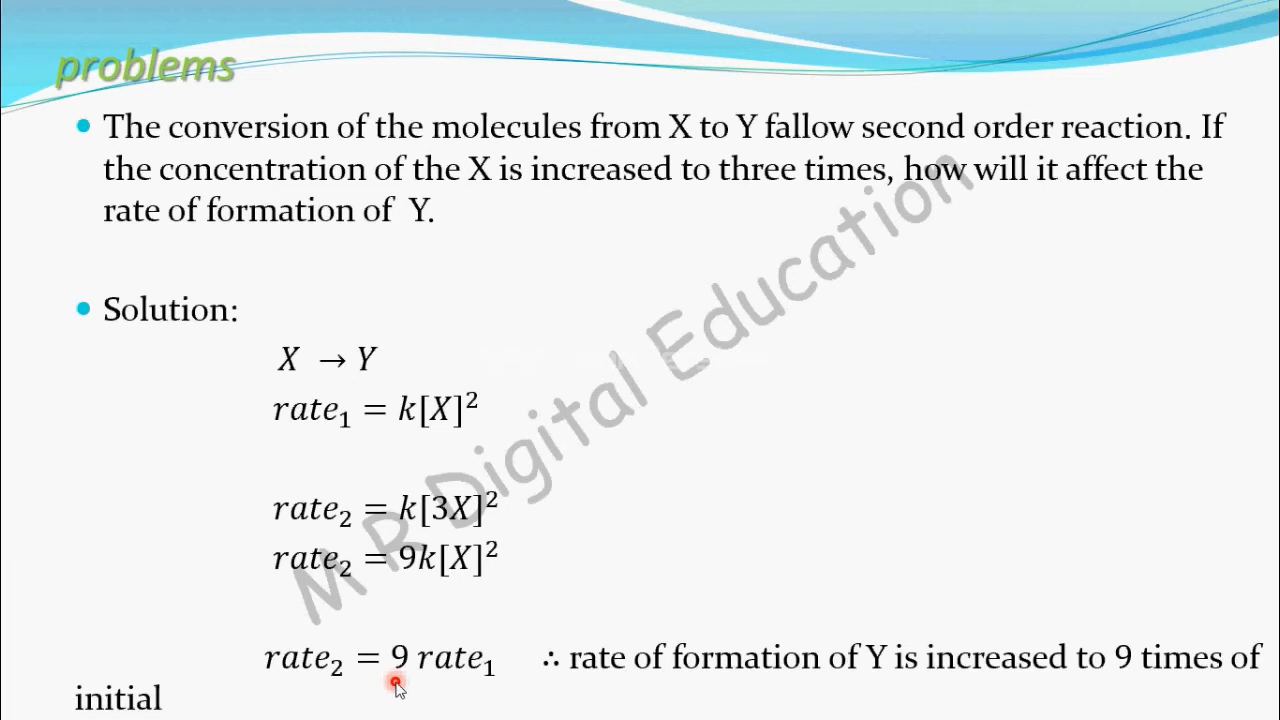 problems
• The conversion of the molecules from X to Y fallow second order reaction. If
the concentration of the X is increased to three times, how will it affect the
rate of formation of Y.
• Solution:
X → Y
rate₁ = k[X]²
rate₂ = k[3X]²
rate₂ = 9k[X]²
rate₂ = 9 rate₁ ∴ rate of formation of Y is increased to 9 times of
initial
M R Digital Education